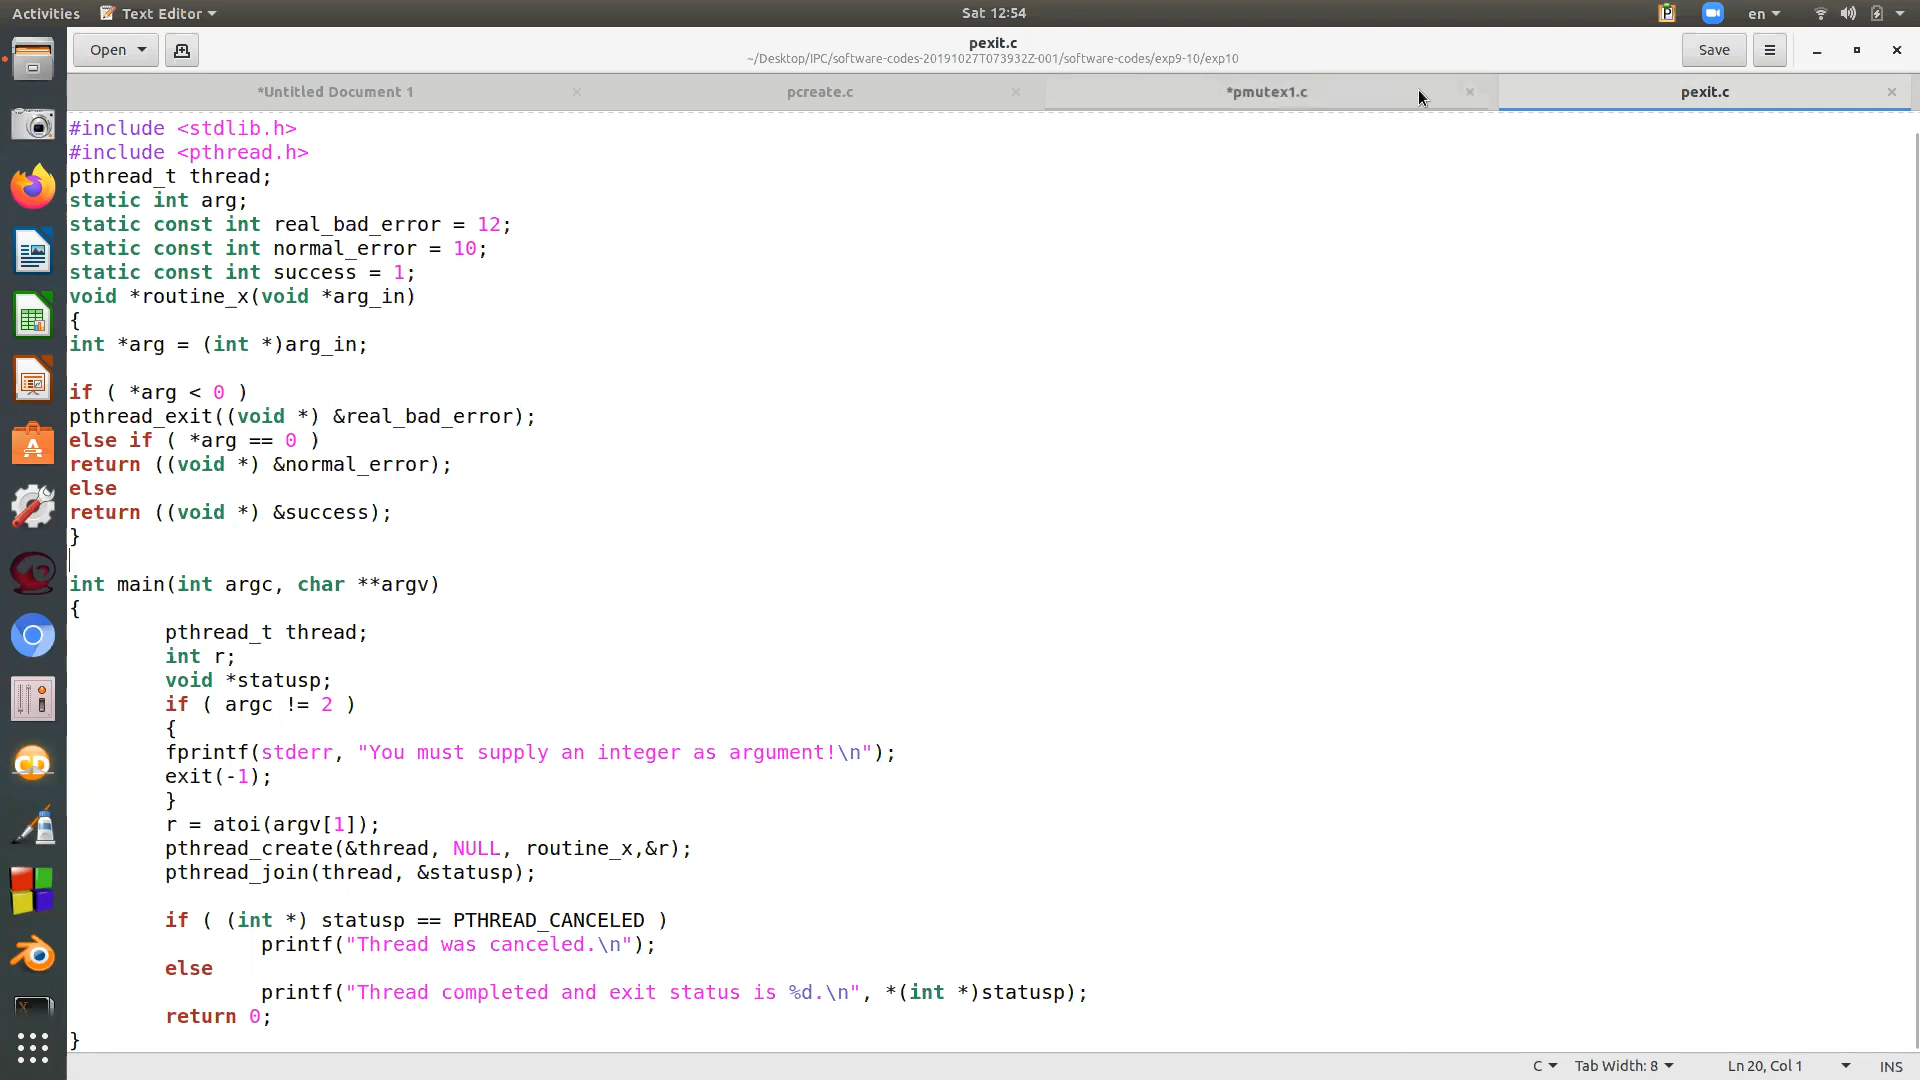 Activities Text Editor Sat 12:54 en
Open pexit.c Save
~/Desktop/IPC/software-codes-20191027T073932Z-001/software-codes/exp9-10/exp10
*Untitled Document 1 pcreate.c *pmutex1.c pexit.c
#include <stdlib.h>
#include <pthread.h>
pthread_t thread;
static int arg;
static const int real_bad_error = 12;
static const int normal_error = 10;
static const int success = 1;
void *routine_x(void *arg_in)
{
int *arg = (int *)arg_in;
if ( *arg < 0 )
pthread_exit((void *) &real_bad_error);
else if ( *arg == 0 )
return ((void *) &normal_error);
else
return ((void *) &success);
}
int main(int argc, char **argv)
{
pthread_t thread;
int r;
void *statusp;
if ( argc != 2 )
{
fprintf(stderr, "You must supply an integer as argument!\n");
exit(-1);
}
r = atoi(argv[1]);
pthread_create(&thread, NULL, routine_x,&r);
pthread_join(thread, &statusp);
if ( (int *) statusp == PTHREAD_CANCELED )
printf("Thread was canceled.\n");
else
printf("Thread completed and exit status is %d.\n", *(int *)statusp);
return 0;
}
C Tab Width: 8 Ln 20, Col 1 INS